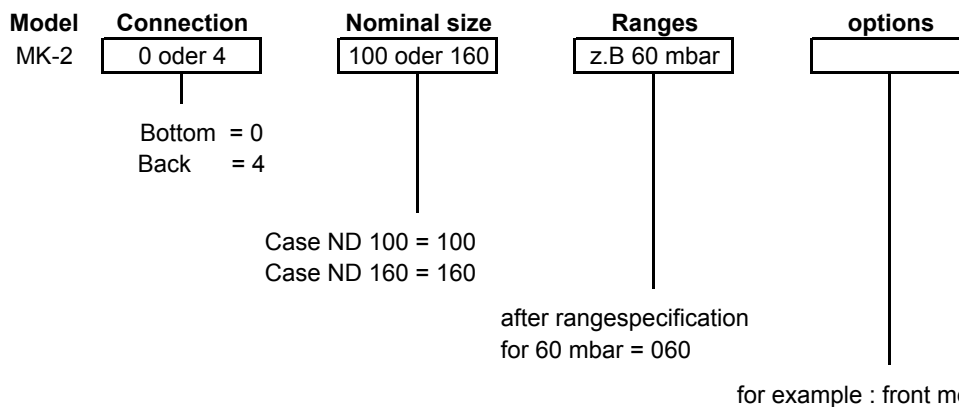 Model Connection Nominal size Ranges options
MK-2 0 oder 4 100 oder 160 z.B 60 mbar
Bottom = 0
Back = 4
Case ND 100 = 100
Case ND 160 = 160
after rangespecification
for 60 mbar = 060
for example : front